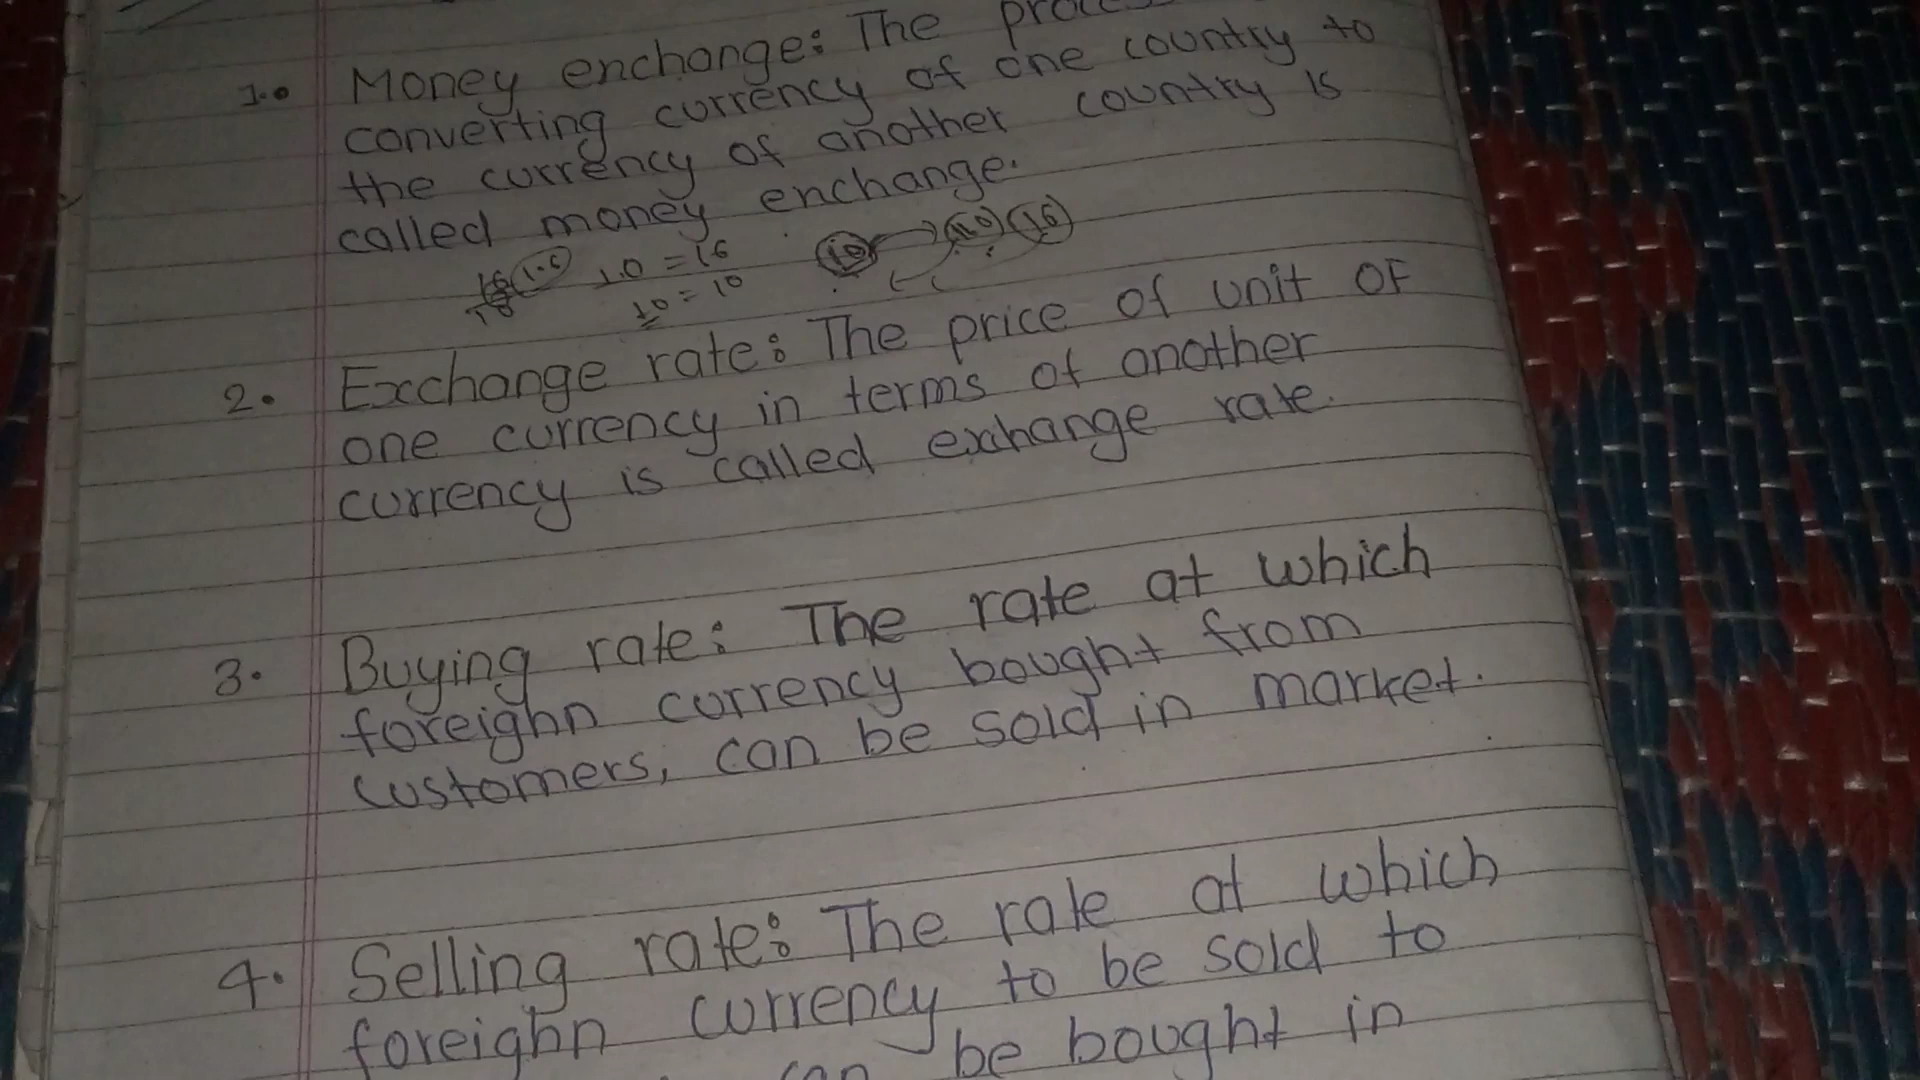 1. Money enchange: The
converting currency of one country to
the currency of another country is
called money enchange.
1.0 = 16
10 = 10
2. Exchange rate: The price of unit OF
one currency in terms of another
currency is called exchange rate.
3. Buying rate: The rate at which
foreighn currency bought from
customers, can be sold in market.
4. Selling rate: The rate at which
foreighn currency to be sold to
can be bought in